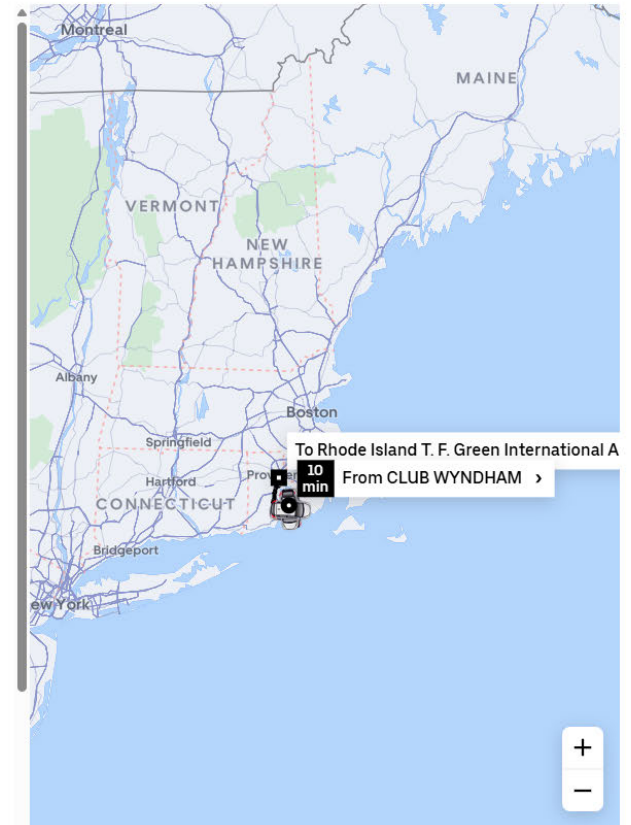 Montreal
MAINE
VERMONT
NEW
HAMPSHIRE
Albany
Boston
Springfield
To Rhode Island T. F. Green International A
Hartford
10
min
From CLUB WYNDHAM ›
CONNECTICUT
Bridgeport
ew York
+
−